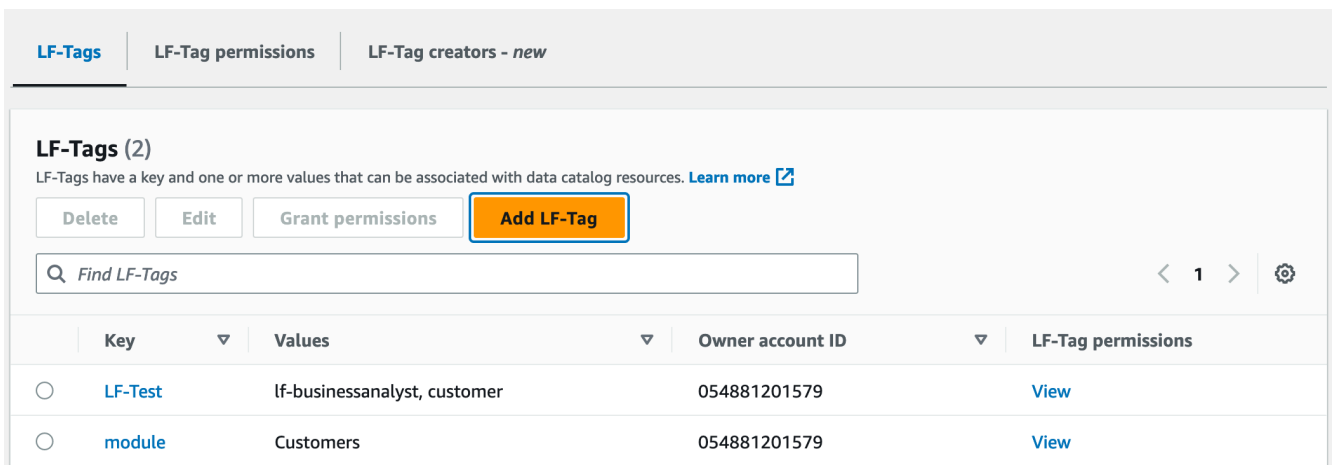 LF-Tags LF-Tag permissions LF-Tag creators - new
LF-Tags (2)
LF-Tags have a key and one or more values that can be associated with data catalog resources. Learn more
Delete Edit Grant permissions Add LF-Tag
Find LF-Tags 1
Key Values Owner account ID LF-Tag permissions
LF-Test lf-businessanalyst, customer 054881201579 View
module Customers 054881201579 View